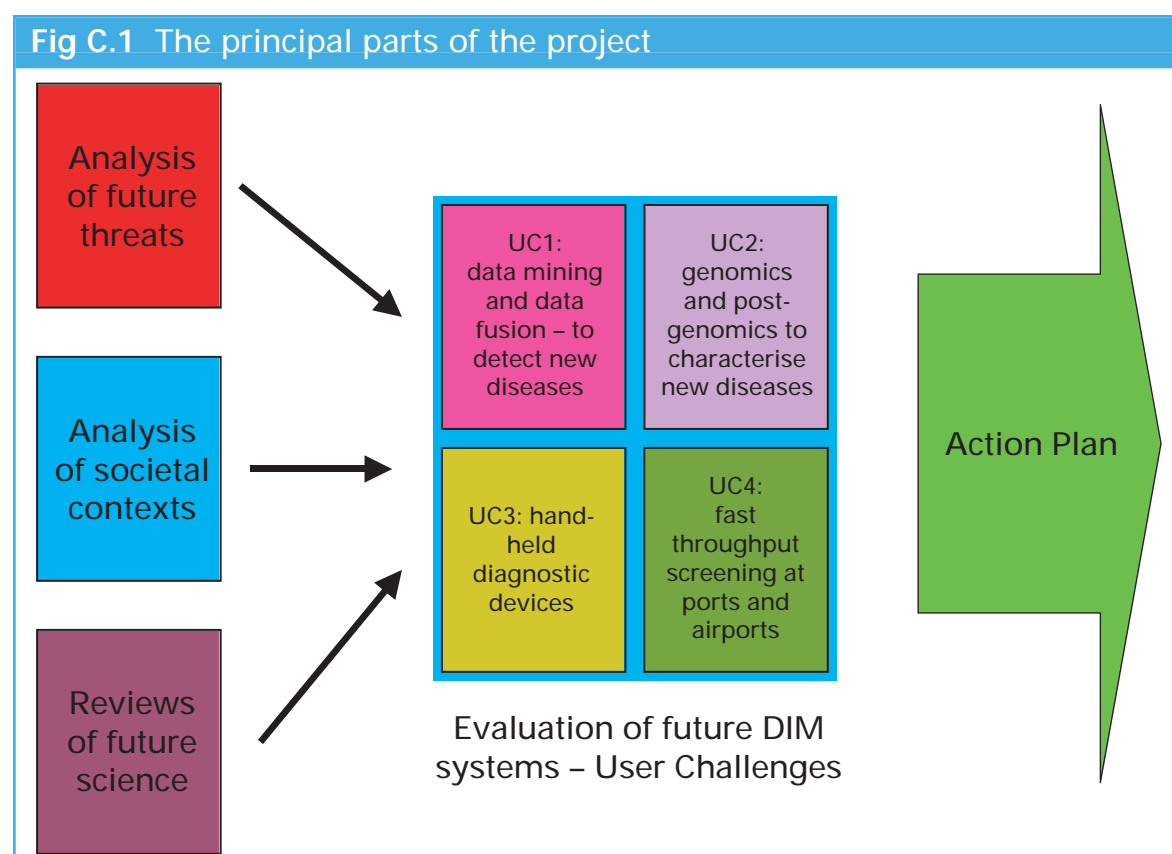 Fig C.1 The principal parts of the project
Analysis
of future
threats
Analysis
of societal
contexts
Reviews
of future
science
UC1:
data mining
and data
fusion – to
detect new
diseases
UC2:
genomics
and post-
genomics to
characterise
new diseases
UC3: hand-
held
diagnostic
devices
UC4:
fast
throughput
screening at
ports and
airports
Evaluation of future DIM
systems – User Challenges
Action Plan